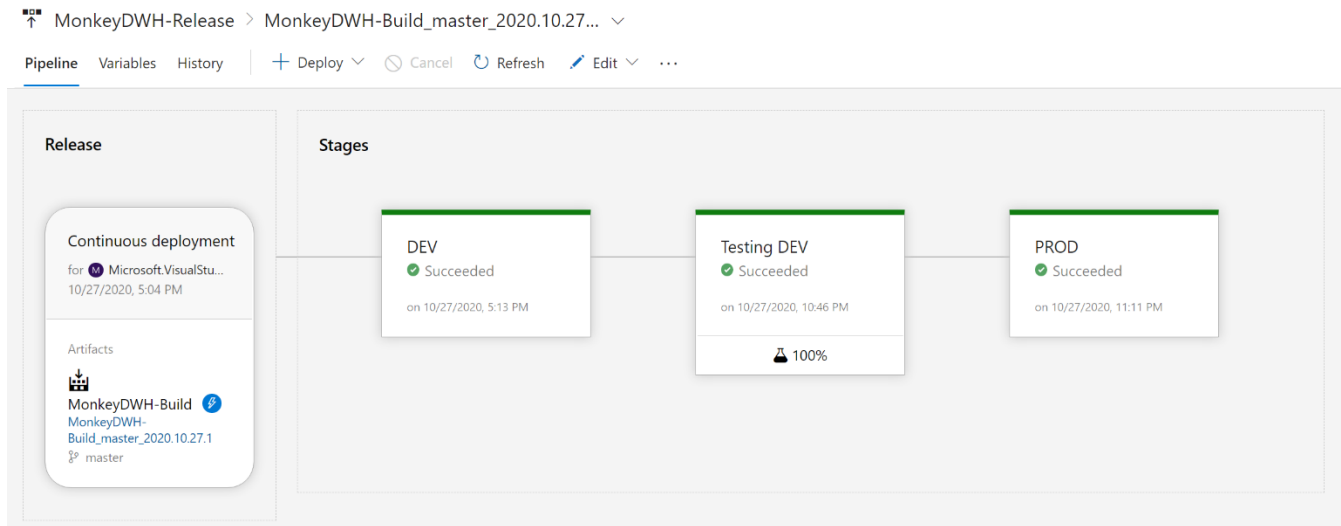 MonkeyDWH-Release > MonkeyDWH-Build_master_2020.10.27...
Pipeline Variables History + Deploy Cancel Refresh Edit ...
Release
Continuous deployment
for M Microsoft.VisualStu...
10/27/2020, 5:04 PM
Artifacts
MonkeyDWH-Build
MonkeyDWH-
Build_master_2020.10.27.1
master
Stages
DEV
Succeeded
on 10/27/2020, 5:13 PM
Testing DEV
Succeeded
on 10/27/2020, 10:46 PM
100%
PROD
Succeeded
on 10/27/2020, 11:11 PM